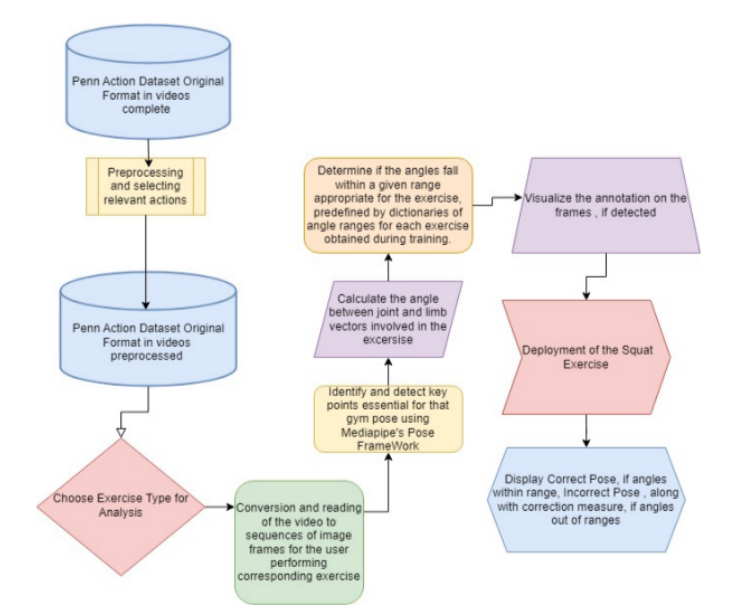 Penn Action Dataset Original
Format in videos
complete
Preprocessing
and selecting
relevant actions
Penn Action Dataset Original
Format in videos
preprocessed
Choose Exercise Type for
Analysis
Conversion and reading
of the video to
sequences of image
frames for the user
performing
corresponding exercise
Identify and detect key
points essential for that
gym pose using
Mediapipe's Pose
FrameWork
Calculate the angle
between joint and limb
vectors involved in the
excersise
Determine if the angles fall
within a given range
appropriate for the exercise,
predefined by dictionaries of
angle ranges for each exercise
obtained during training.
Visualize the annotation on the
frames , if detected
Deployment of the Squat
Exercise
Display Correct Pose, if angles
within range, Incorrect Pose , along
with correction measure, if angles
out of ranges